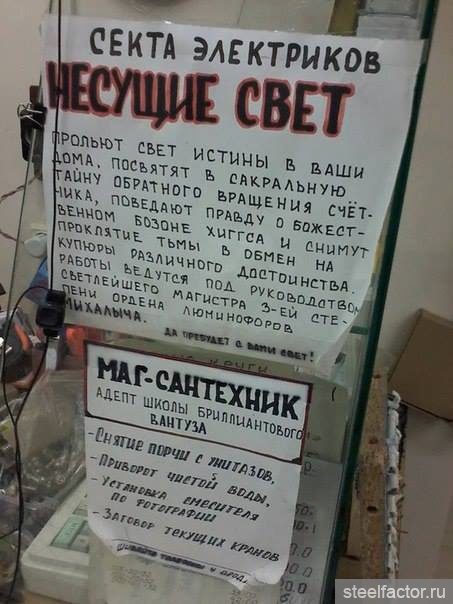 СЕКТА ЭЛЕКТРИКОВ
НЕСУЩИЕ СВЕТ
ПРОЛЬЮТ СВЕТ ИСТИНЫ В ВАШИ
ДОМА, ПОСВЯТЯТ В САКРАЛЬНУЮ
ТАЙНУ ОБРАТНОГО ВРАЩЕНИЯ СЧЁТ-
ЧИКА, ПОВЕДАЮТ ПРАВДУ О БОЖЕСТ-
ВЕННОМ БОЗОНЕ ХИГГСА И СНИМУТ
ПРОКЛЯТИЕ ТЬМЫ В ОБМЕН НА
КУПЮРЫ РАЗЛИЧНОГО ДОСТОИНСТВА.
РАБОТЫ ВЕДУТСЯ ПОД РУКОВОДСТВОМ
СВЕТЛЕЙШЕГО МАГИСТРА 3-ЕЙ СТЕ-
ПЕНИ ОРДЕНА ЛЮМИНОФОРОВ
МИХАЛЫЧА.
ДА ПРЕБУДЕТ С ВАМИ СВЕТ!
КРУГИ
МАГ-САНТЕХНИК
АДЕПТ ШКОЛЫ БРИЛЛИАНТОВОГО
ВАНТУЗА
- СНЯТИЕ ПОРЧИ С УНИТАЗОВ,
- ПРИВОРОТ ЧИСТОЙ ВОДЫ,
- УСТАНОВКА СМЕСИТЕЛЯ
ПО ФОТОГРАФИИ
- ЗАГОВОР ТЕКУЩИХ КРАНОВ
steelfactor.ru